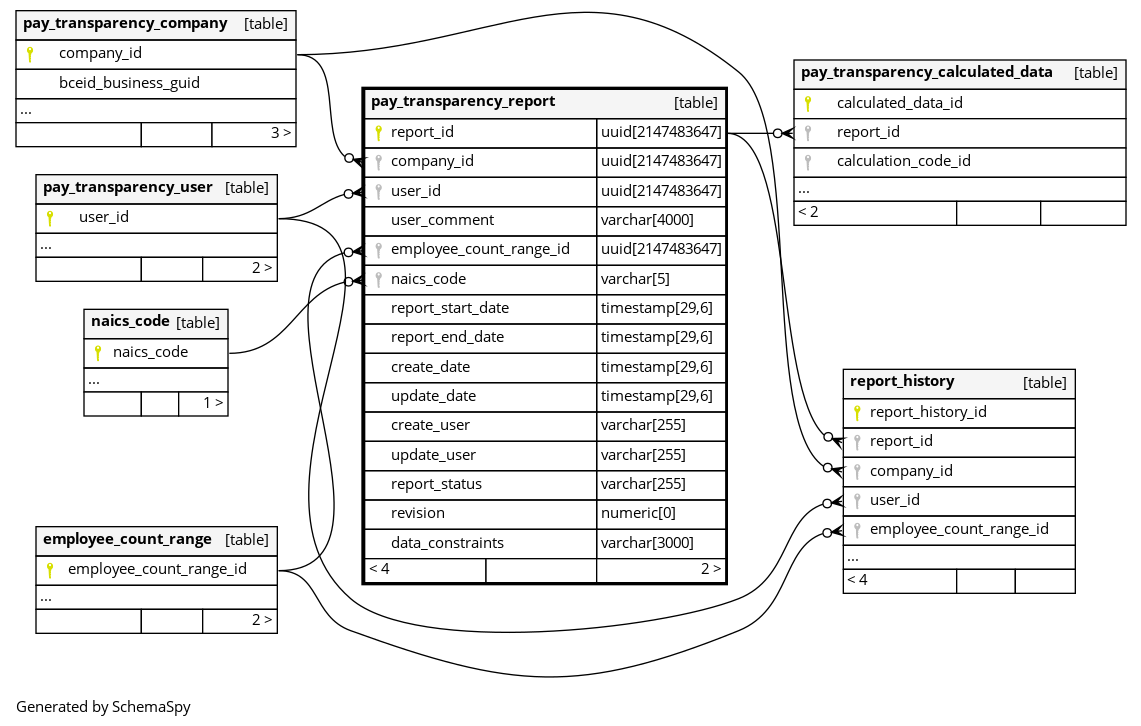 pay_transparency_company [table]
company_id
bceid_business_guid
...
3 >
pay_transparency_user [table]
user_id
...
2 >
naics_code [table]
naics_code
...
1 >
employee_count_range [table]
employee_count_range_id
...
2 >
pay_transparency_report [table]
report_id uuid[2147483647]
company_id uuid[2147483647]
user_id uuid[2147483647]
user_comment varchar[4000]
employee_count_range_id uuid[2147483647]
naics_code varchar[5]
report_start_date timestamp[29,6]
report_end_date timestamp[29,6]
create_date timestamp[29,6]
update_date timestamp[29,6]
create_user varchar[255]
update_user varchar[255]
report_status varchar[255]
revision numeric[0]
data_constraints varchar[3000]
< 4 2 >
pay_transparency_calculated_data [table]
calculated_data_id
report_id
calculation_code_id
...
< 2
report_history [table]
report_history_id
report_id
company_id
user_id
employee_count_range_id
...
< 4
Generated by SchemaSpy